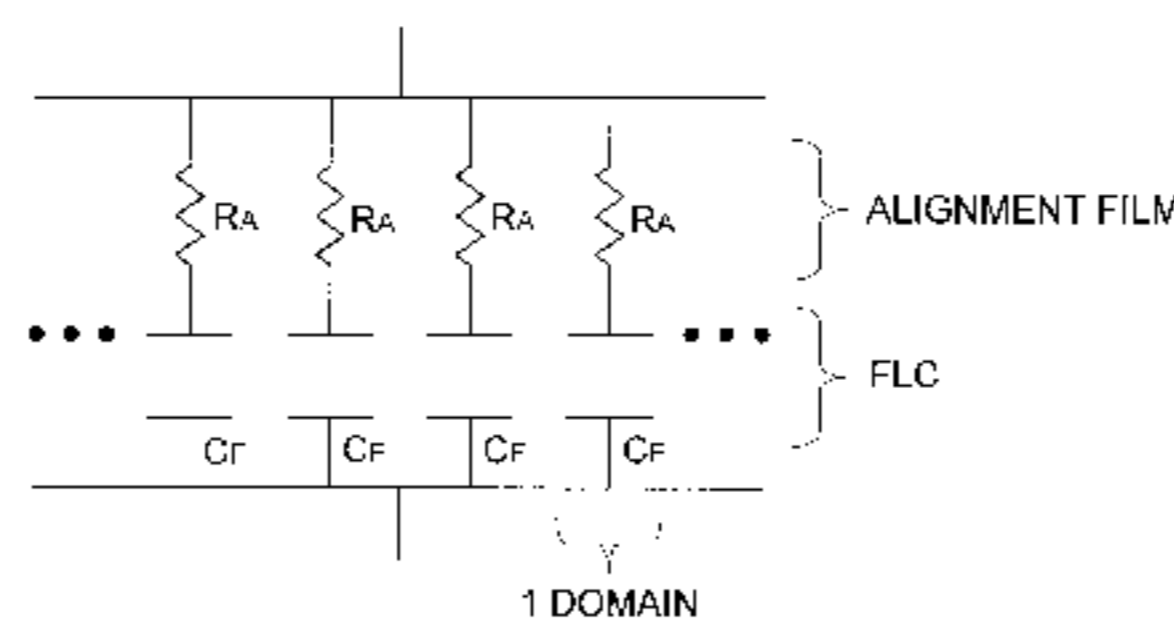 RA RA RA RA
ALIGNMENT FILM
FLC
CF CF CF CF
1 DOMAIN